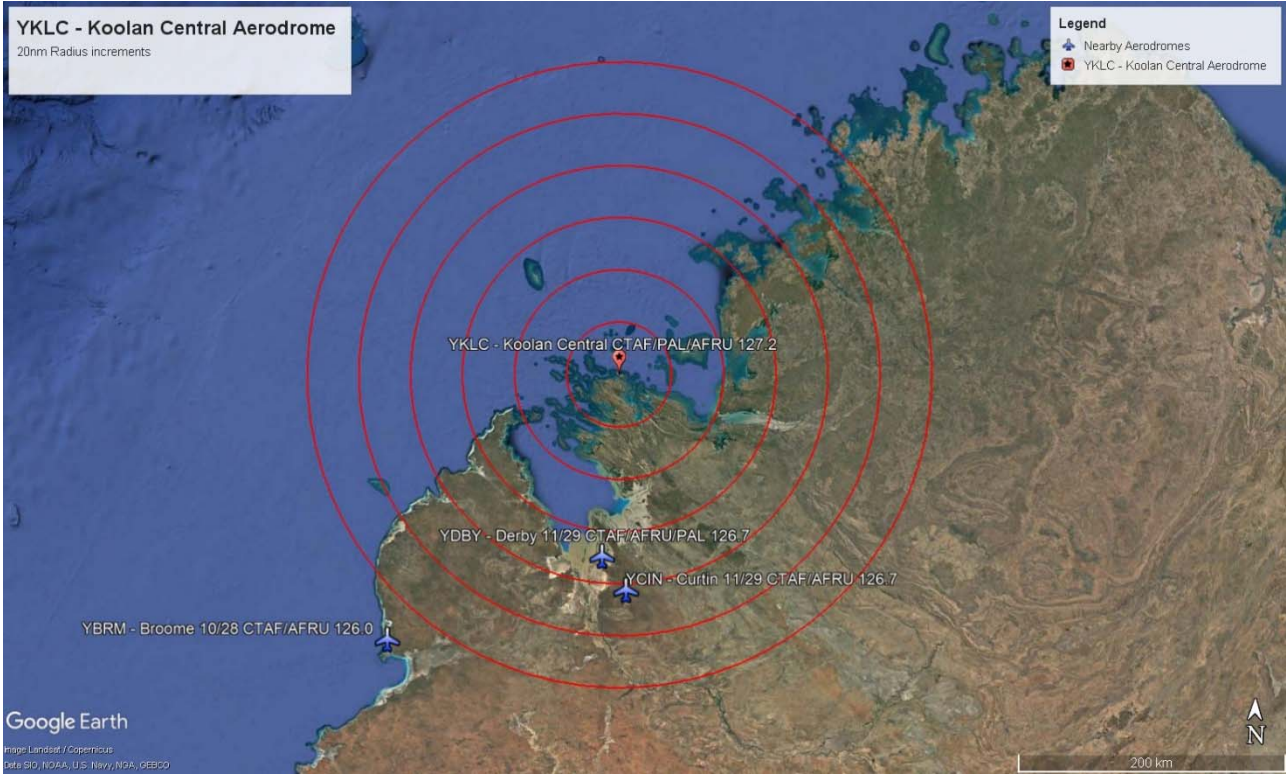 YKLC - Koolan Central Aerodrome
20nm Radius increments
Legend
Nearby Aerodromes
YKLC - Koolan Central Aerodrome
YKLC - Koolan Central CTAF/PAL/AFRU 127.2
YDBY - Derby 11/29 CTAF/AFRU/PAL 126.7
YCIN - Curtin 11/29 CTAF/AFRU 126.7
YBRM - Broome 10/28 CTAF/AFRU 126.0
Google Earth
Image Landsat / Copernicus
Data SIO, NOAA, U.S. Navy, NGA, GEBCO
N
200 km